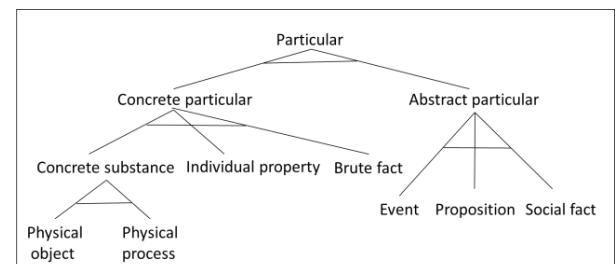 Particular
Concrete particular Abstract particular
Concrete substance Individual property Brute fact
Event Proposition Social fact
Physical object
Physical process